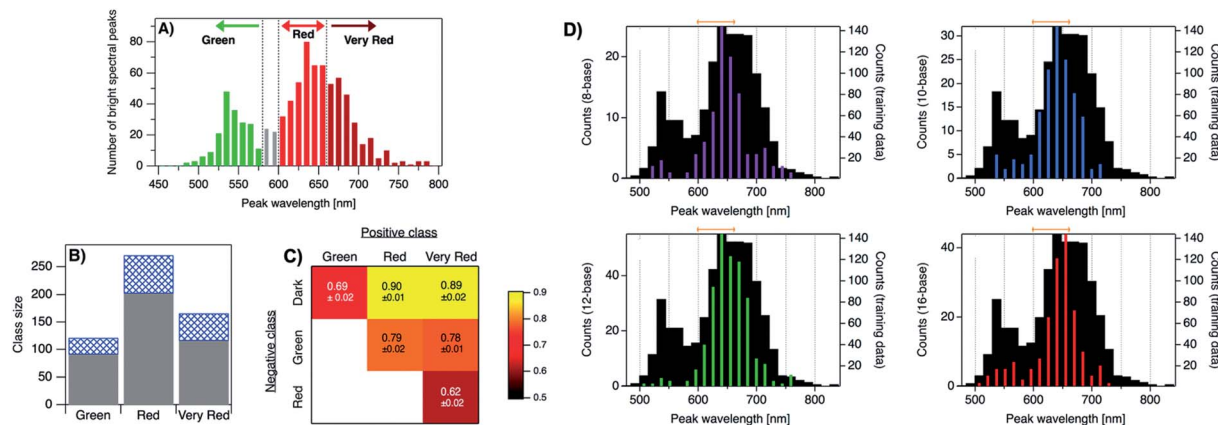 A)
Green
Red
Very Red
Number of bright spectral peaks
80
60
40
20
0
450 500 550 600 650 700 750 800
Peak wavelength [nm]
B)
Class size
250
200
150
100
50
0
Green Red Very Red
C)
Positive class
Green Red Very Red
Negative class
Dark
Green
Red
0.69 0.90 0.89
± 0.02 ±0.01 ±0.02
0.79 0.78
±0.02 ±0.01
0.62
±0.02
0.9
0.8
0.7
0.6
0.5
D)
Counts (8-base)
20
10
0
500 600 700 800
Peak wavelength [nm]
140
120
100
80
60
40
20
Counts (training data)
Counts (10-base)
30
25
20
15
10
5
0
500 600 700 800
Peak wavelength [nm]
140
120
100
80
60
40
20
Counts (training data)
Counts (12-base)
40
20
0
500 600 700 800
Peak wavelength [nm]
140
120
100
80
60
40
20
Counts (training data)
Counts (16-base)
40
20
0
500 600 700 800
Peak wavelength [nm]
140
120
100
80
60
40
20
Counts (training data)